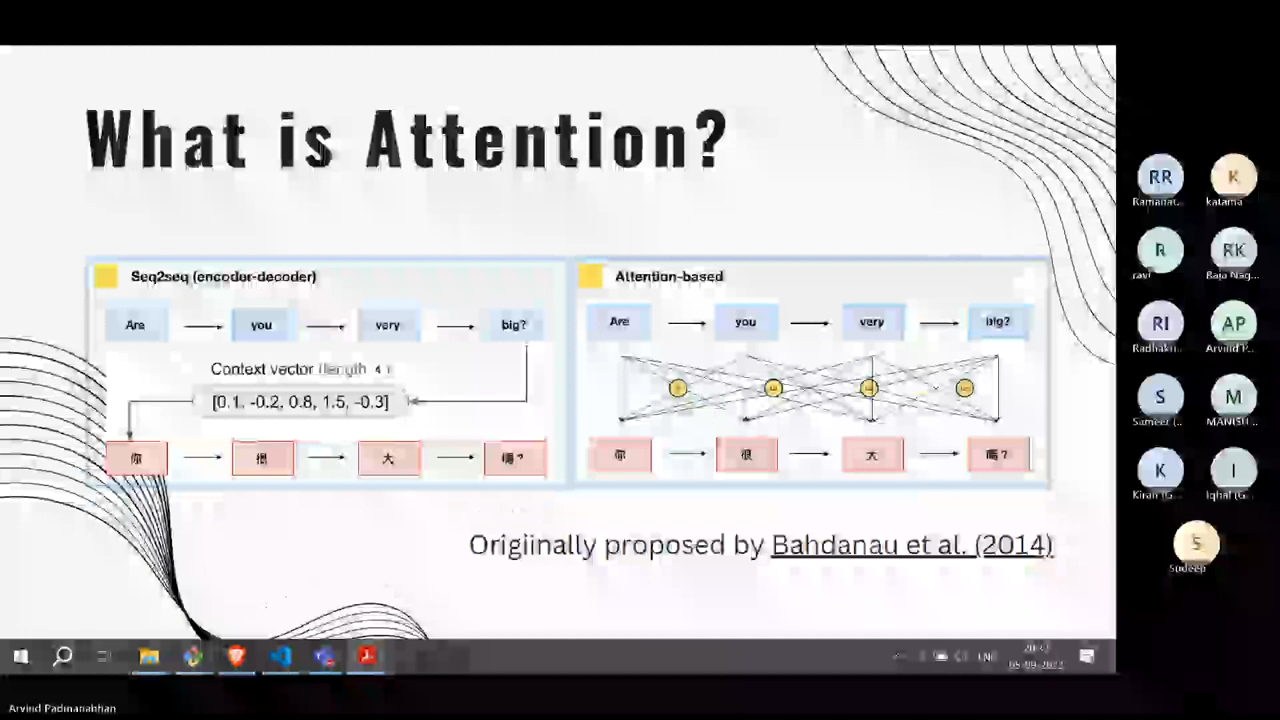 What is Attention?
Seq2seq (encoder-decoder)
Are you very big?
Context vector (length
[0.1, -0.2, 0.8, 1.5, -0.3]
你 很 大 嗎?
Attention-based
Are you very big?
你 很 大 嗎?
Origiinally proposed by Bahdanau et al. (2014)
RR
K
katama
R
ravi
RK
Raja Nag...
RI
Radhakri...
AP
Arvind P...
S
Sameer (...
M
MANISH...
K
Kiran (G...
I
Iqbal (G...
S
Sudeep
ENG
Arvind Padmanabhan